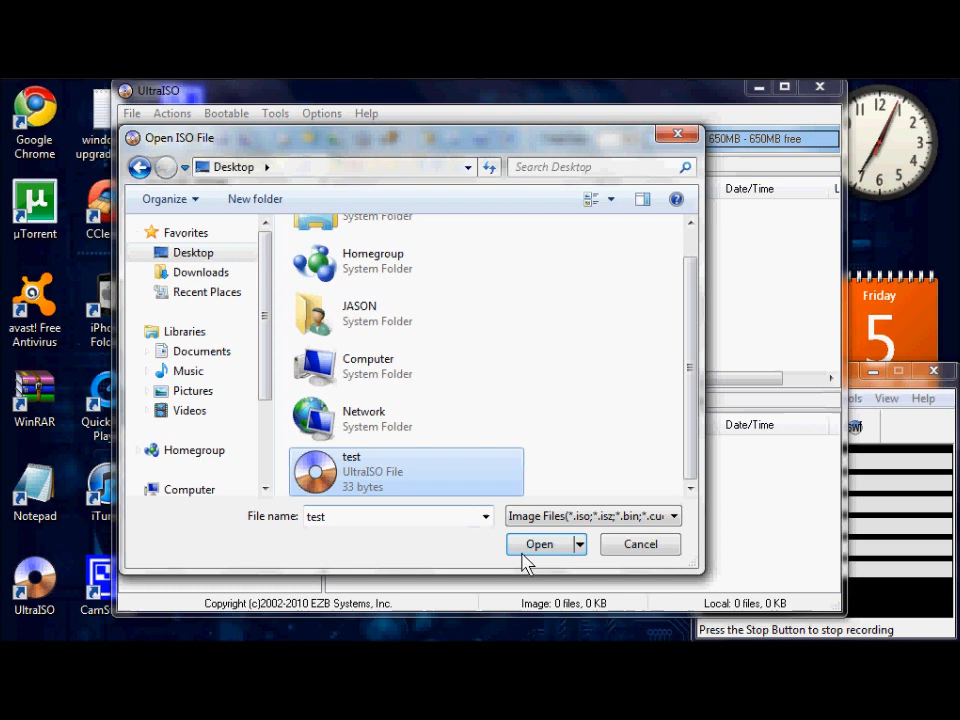 UltraISO
File Actions Bootable Tools Options Help
Open ISO File
650MB - 650MB free
Desktop
Search Desktop
Organize
New folder
Date/Time
System Folder
Favorites
Desktop
Downloads
Recent Places
Libraries
Documents
Music
Pictures
Videos
Homegroup
Computer
Homegroup
System Folder
JASON
System Folder
Computer
System Folder
Network
System Folder
test
UltraISO File
33 bytes
File name:
test
Image Files(*.iso;*.isz;*.bin;*.cu
Open
Cancel
Date/Time
Copyright (c)2002-2010 EZB Systems, Inc.
Image: 0 files, 0 KB
Local: 0 files, 0 KB
Google
Chrome
windo
upgrad
µTorrent
CCle
avast! Free
Antivirus
iPho
Fold
WinRAR
Quick
Play
Notepad
iTun
UltraISO
CamS
12
3
6
Friday
5
ols View Help
Press the Stop Button to stop recording